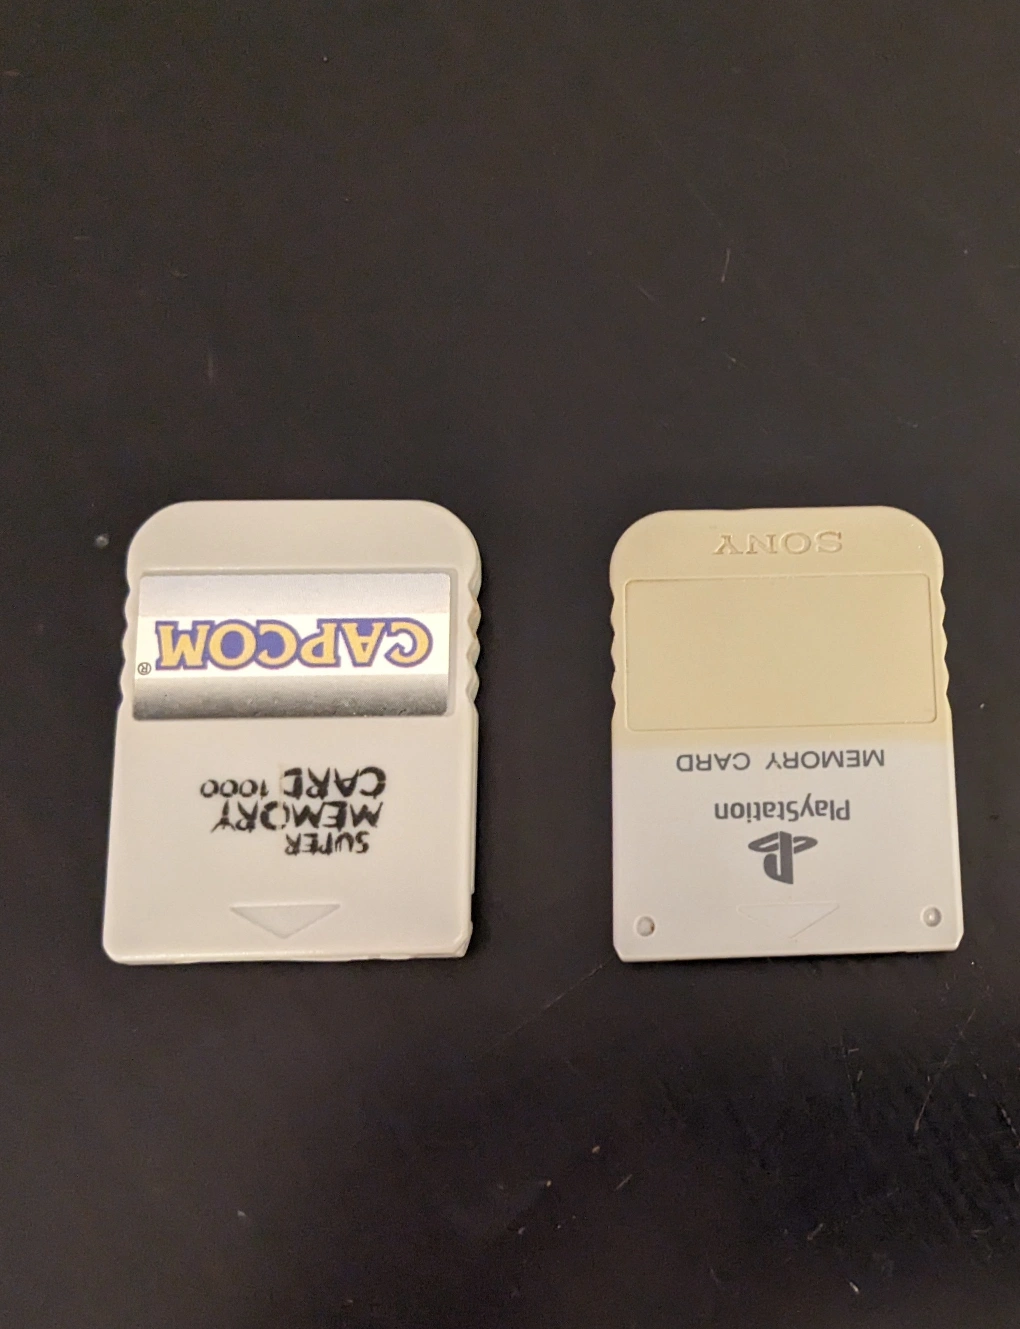 CAPCOM®
SUPER
MEMORY
CARD 1000
SONY
MEMORY CARD
PlayStation